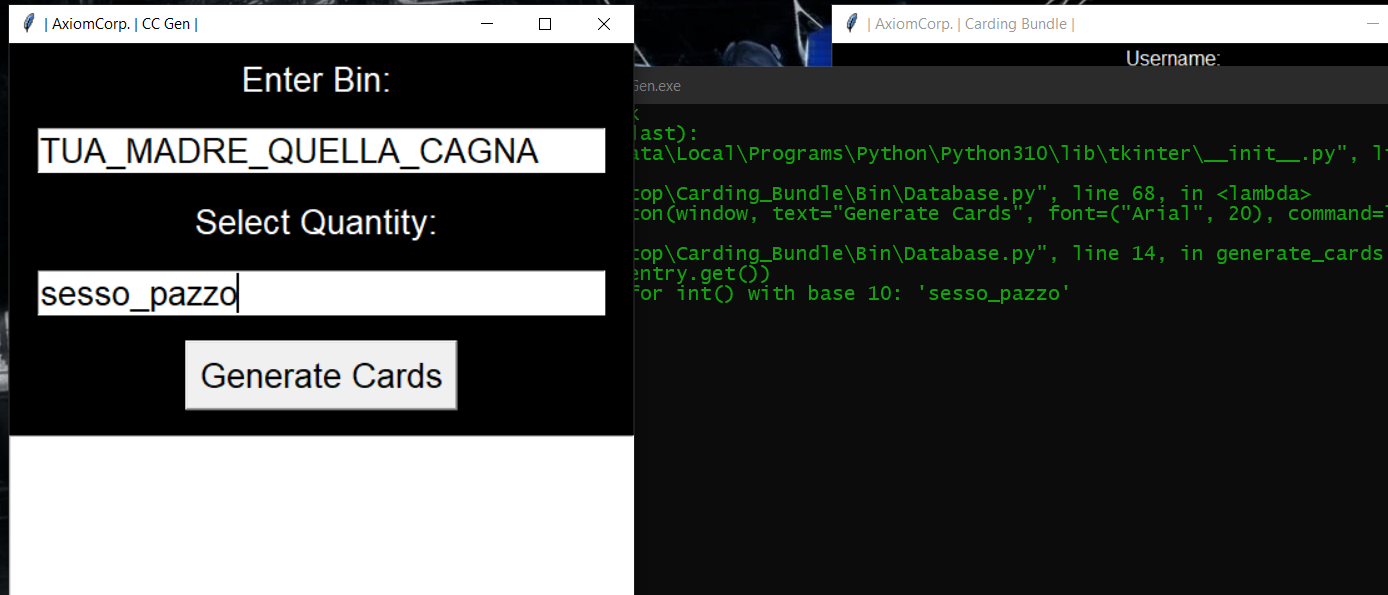 | AxiomCorp. | CC Gen |
Enter Bin:
TUA_MADRE_QUELLA_CAGNA
Select Quantity:
sesso_pazzo
Generate Cards
| AxiomCorp. | Carding Bundle |
Username:
Gen.exe
last):
ata\Local\Programs\Python\Python310\lib\tkinter\__init__.py", li
top\Carding_Bundle\Bin\Database.py", line 68, in <lambda>
ton(window, text="Generate Cards", font=("Arial", 20), command=l
top\Carding_Bundle\Bin\Database.py", line 14, in generate_cards
entry.get())
for int() with base 10: 'sesso_pazzo'